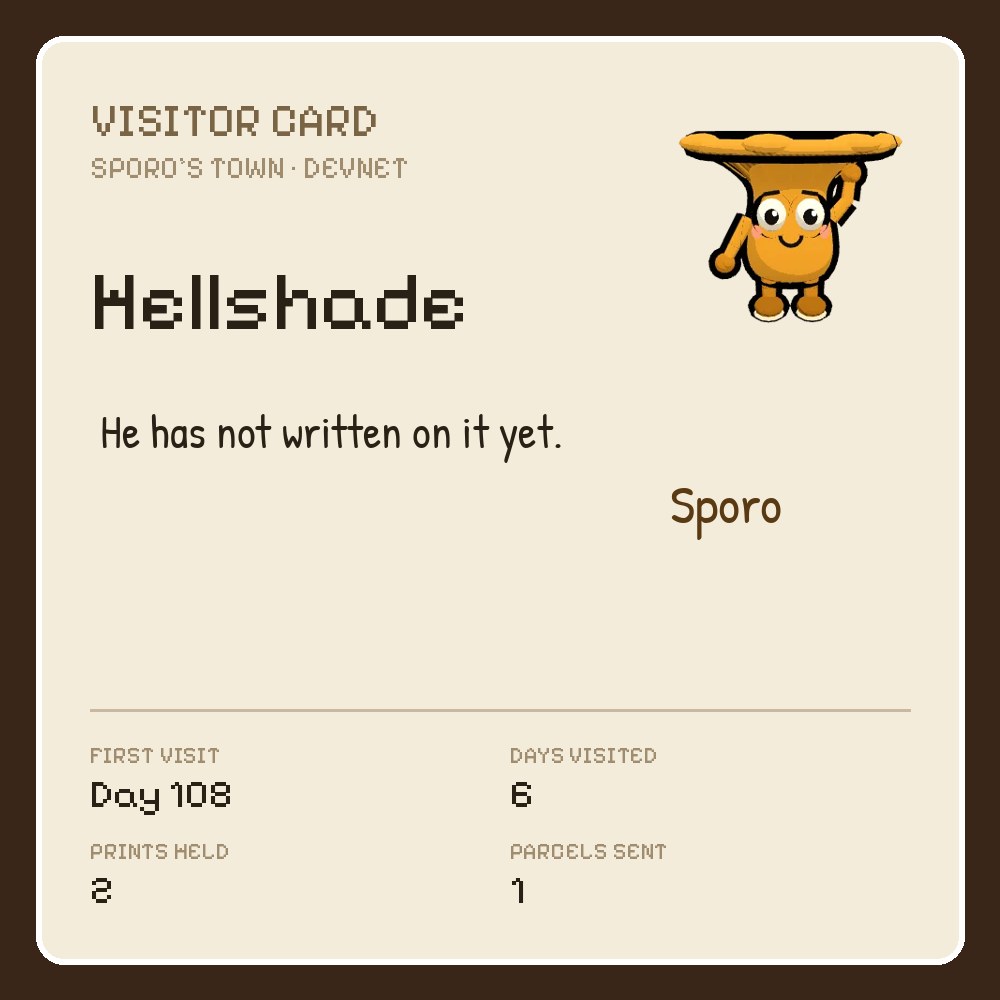 VISITOR CARD
SPORO'S TOWN · DEVNET
Hellshade
He has not written on it yet.
Sporo
FIRST VISIT
Day 108
DAYS VISITED
6
PRINTS HELD
2
PARCELS SENT
1